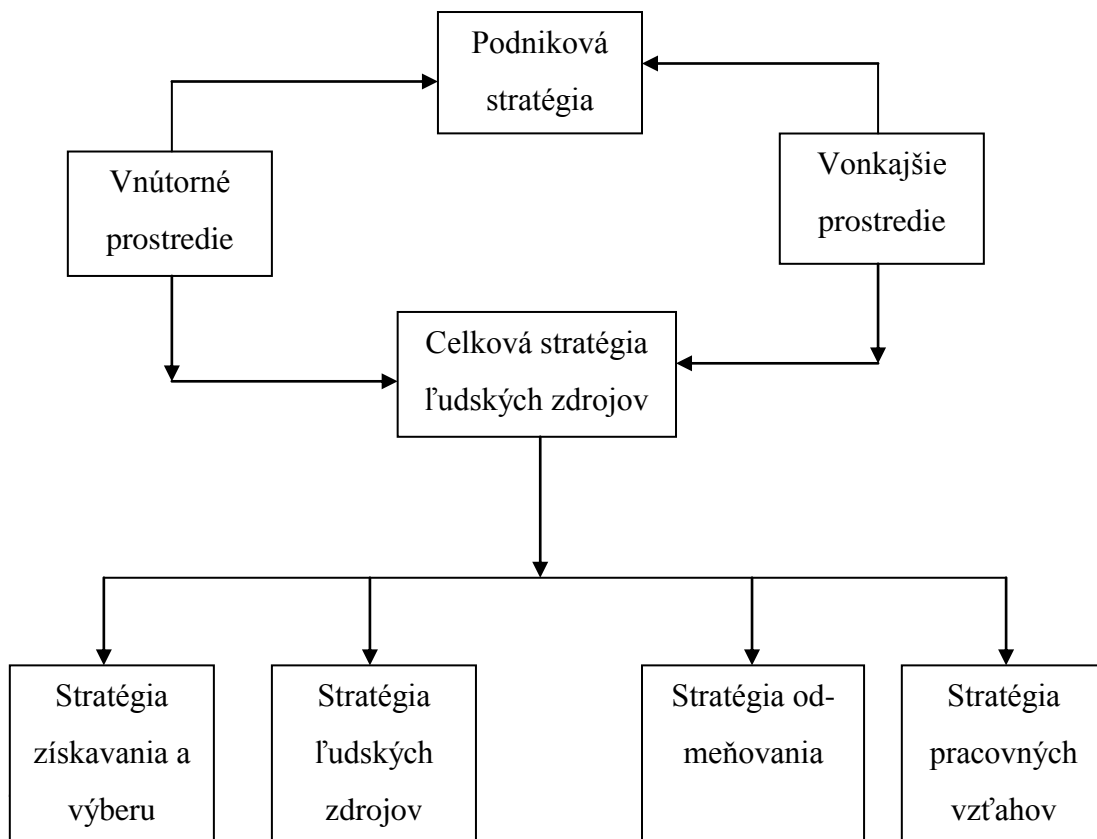 Podniková
stratégia
Vnútorné
prostredie
Vonkajšie
prostredie
Celková stratégia
ľudských zdrojov
Stratégia
získavania a
výberu
Stratégia
ľudských
zdrojov
Stratégia od-
meňovania
Stratégia
pracovných
vzťahov